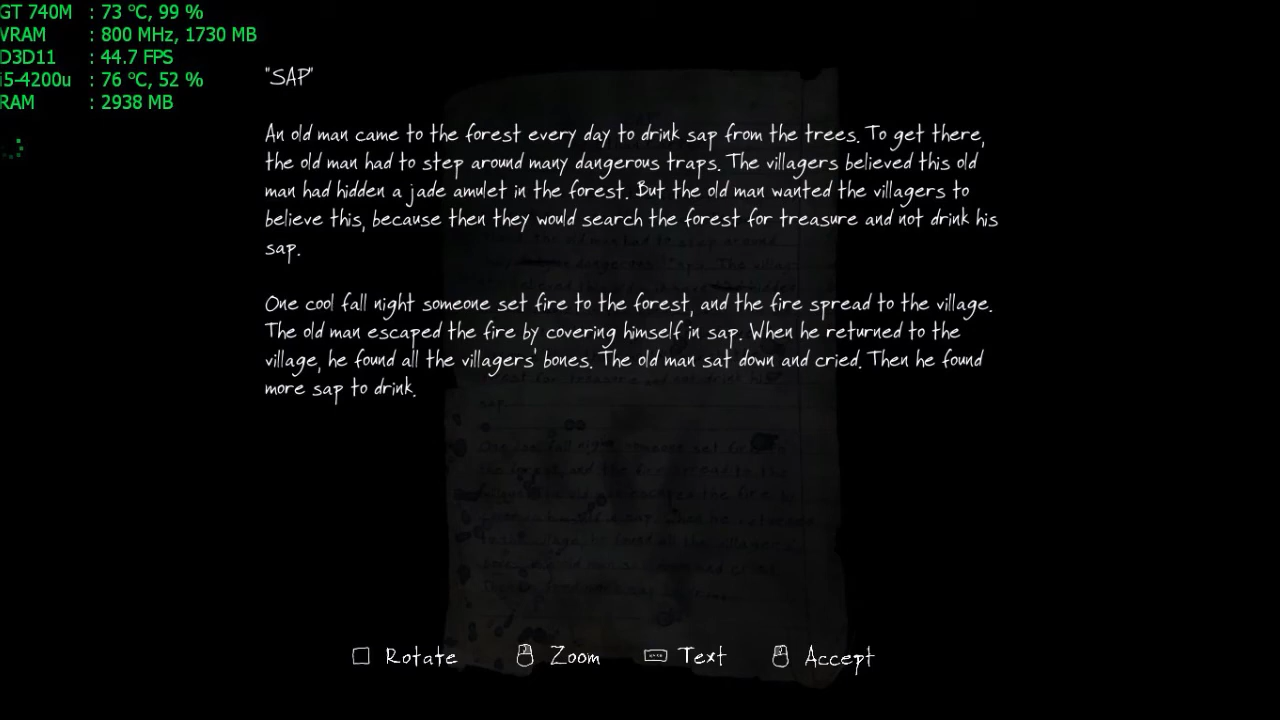 GT 740M : 73 °C, 99 %
VRAM : 800 MHz, 1730 MB
D3D11 : 44.7 FPS
i5-4200u : 76 °C, 52 %
RAM : 2938 MB
"SAP"
An old man came to the forest every day to drink sap from the trees. To get there,
the old man had to step around many dangerous traps. The villagers believed this old
man had hidden a jade amulet in the forest. But the old man wanted the villagers to
believe this, because then they would search the forest for treasure and not drink his
sap.
One cool fall night someone set fire to the forest, and the fire spread to the village.
The old man escaped the fire by covering himself in sap. When he returned to the
village, he found all the villagers' bones. The old man sat down and cried. Then he found
more sap to drink.
Rotate Zoom Text Accept